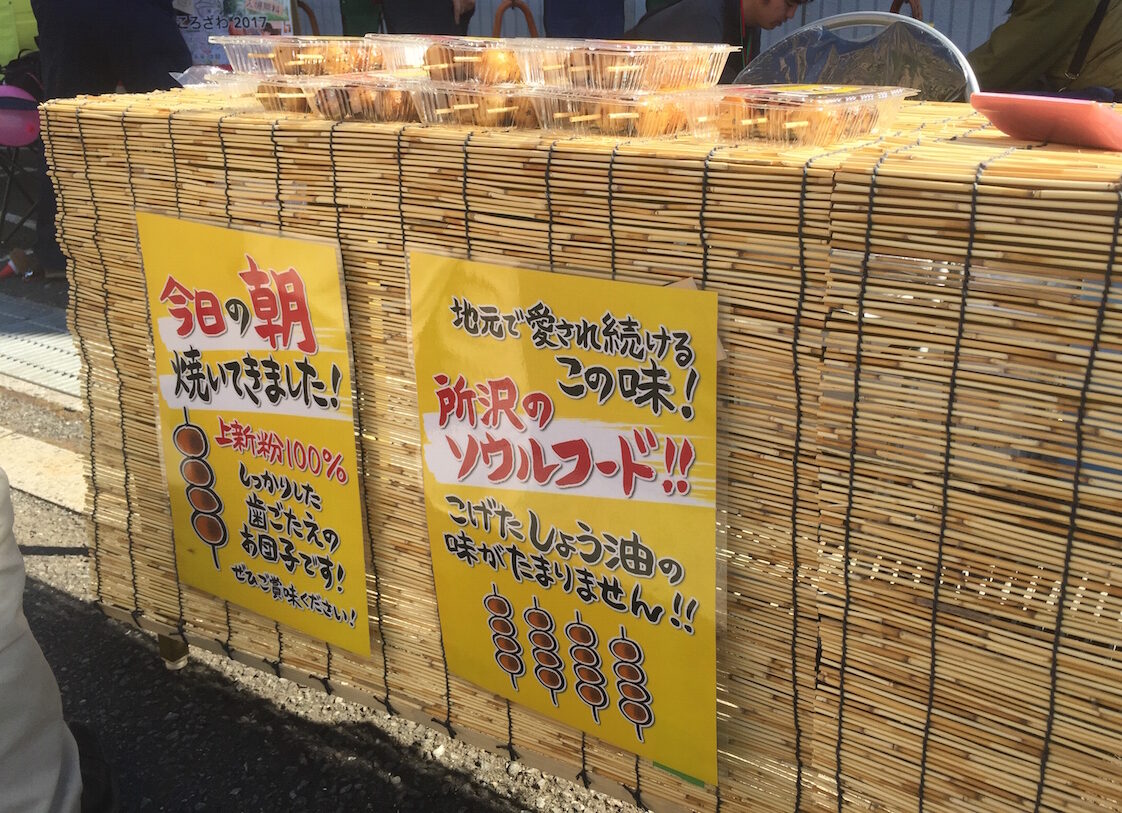 ころざわ 2017
今日の朝
焼いてきました!
上新粉100%
しっかりした
歯ごたえの
お団子です!
ぜひご賞味ください!
地元で愛され続ける
この味!
所沢の
ソウルフード!!
こげたしょう油の
味がたまりません!!